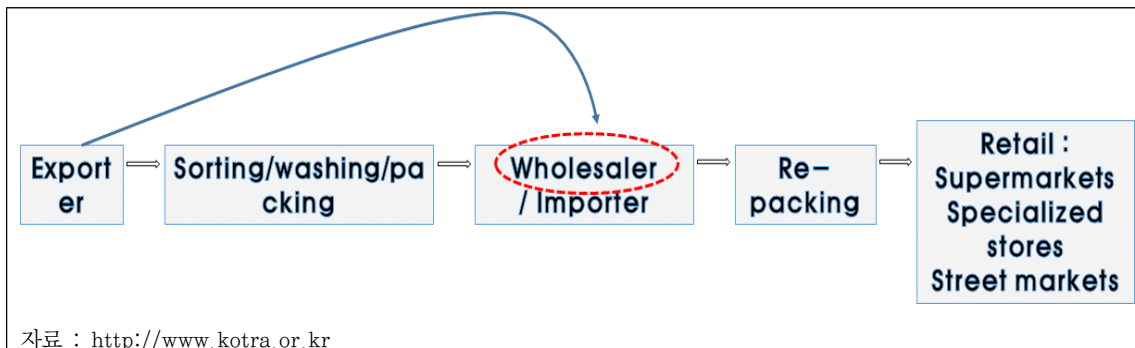 Export
er
Sorting/washing/pa
cking
Wholesaler
/ Importer
Re-
packing
Retail :
Supermarkets
Specialized
stores
Street markets
자료 : http://www.kotra.or.kr